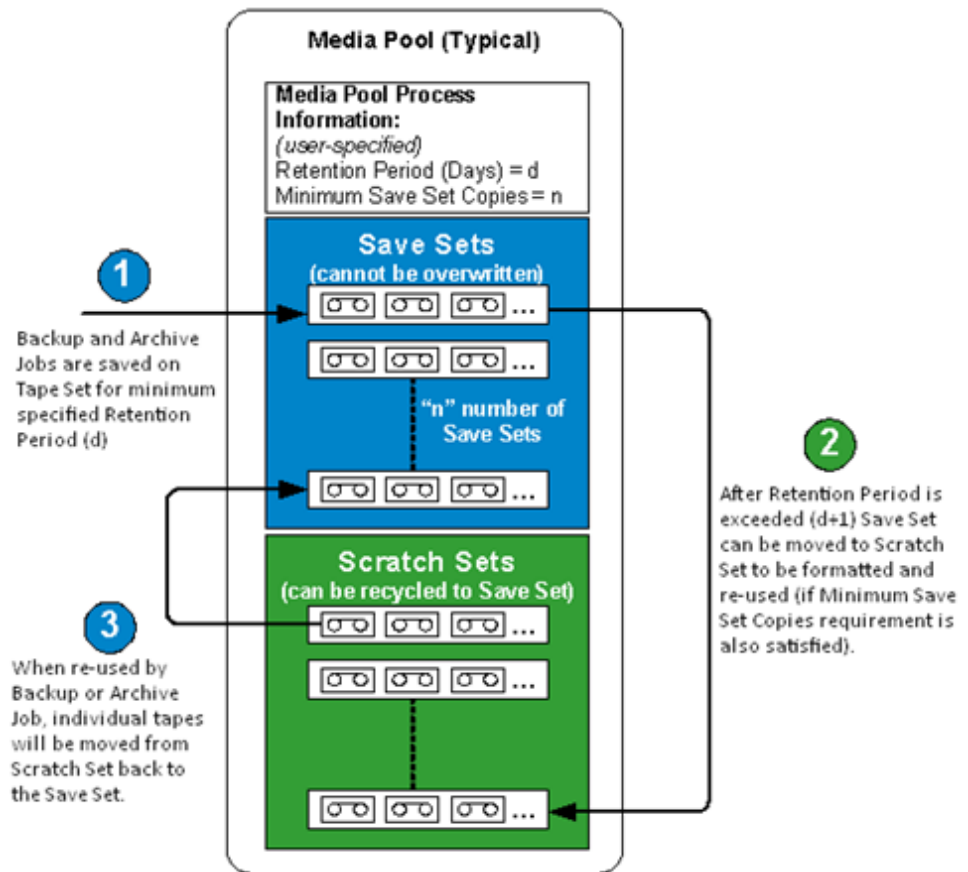 Media Pool (Typical)
Media Pool Process
Information:
(user-specified)
Retention Period (Days) = d
Minimum Save Set Copies = n
Save Sets
(cannot be overwritten)
...
...
"n" number of
Save Sets
...
Scratch Sets
(can be recycled to Save Set)
...
...
...
1
Backup and Archive
Jobs are saved on
Tape Set for minimum
specified Retention
Period (d)
2
After Retention Period is
exceeded (d+1) Save Set
can be moved to Scratch
Set to be formatted and
re-used (if Minimum Save
Set Copies requirement is
also satisfied).
3
When re-used by
Backup or Archive
Job, individual tapes
will be moved from
Scratch Set back to
the Save Set.